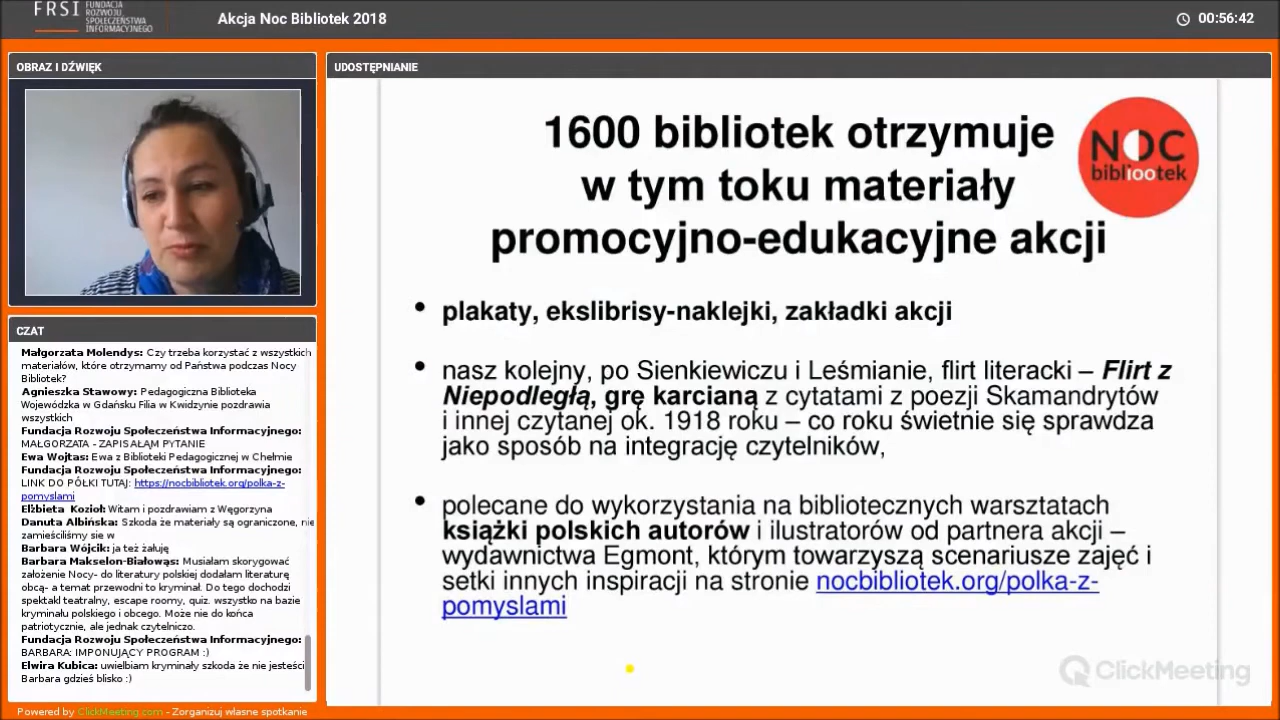 FRSI
FUNDACJA
ROZWOJU
SPOŁECZEŃSTWA
INFORMACYJNEGO
Akcja Noc Bibliotek 2018
00:56:42
OBRAZ I DŹWIĘK
CZAT
Małgorzata Molendys: Czy trzeba korzystać z wszystkich
materiałów, które otrzymamy od Państwa podczas Nocy
Bibliotek?
Agnieszka Stawowy: Pedagogiczna Biblioteka
Wojewódzka w Gdańsku Filia w Kwidzynie pozdrawia
wszystkich
Fundacja Rozwoju Społeczeństwa Informacyjnego:
MAŁGORZATA - ZAPISAŁAM PYTANIE
Ewa Wojtas: Ewa z Biblioteki Pedagogicznej w Chełmie
Fundacja Rozwoju Społeczeństwa Informacyjnego:
LINK DO PÓŁKI TUTAJ: https://nocbibliotek.org/polka-z-
pomyslami
Elżbieta Kozioł: Witam i pozdrawiam z Węgorzyna
Danuta Albińska: Szkoda że materiały są ograniczone, nie
zamieściliśmy sie w
Barbara Wójcik: ja też żałuję
Barbara Makselon-Białowąs: Musiałam skorygować
założenie Nocy- do literatury polskiej dodałam literaturę
obcą- a temat przewodni to kryminał. Do tego dochodzi
spektakl teatralny, escape roomy, quiz. wszystko na bazie
kryminału polskiego i obcego. Może nie do końca
patriotycznie, ale jednak czytelniczo.
Fundacja Rozwoju Społeczeństwa Informacyjnego:
BARBARA: IMPONUJĄCY PROGRAM :)
Elwira Kubica: uwielbiam kryminały szkoda że nie jesteści
Barbara gdzieś blisko :)
Powered by ClickMeeting.com - Zorganizuj własne spotkanie
UDOSTĘPNIANIE
1600 bibliotek otrzymuje
w tym toku materiały
promocyjno-edukacyjne akcji
NOC
bibliootek
• plakaty, ekslibrisy-naklejki, zakładki akcji
• nasz kolejny, po Sienkiewiczu i Leśmianie, flirt literacki – Flirt z
Niepodległą, grę karcianą z cytatami z poezji Skamandrytów
i innej czytanej ok. 1918 roku – co roku świetnie się sprawdza
jako sposób na integrację czytelników,
• polecane do wykorzystania na bibliotecznych warsztatach
książki polskich autorów i ilustratorów od partnera akcji –
wydawnictwa Egmont, którym towarzyszą scenariusze zajęć i
setki innych inspiracji na stronie nocbibliotek.org/polka-z-
pomyslami
ClickMeeting